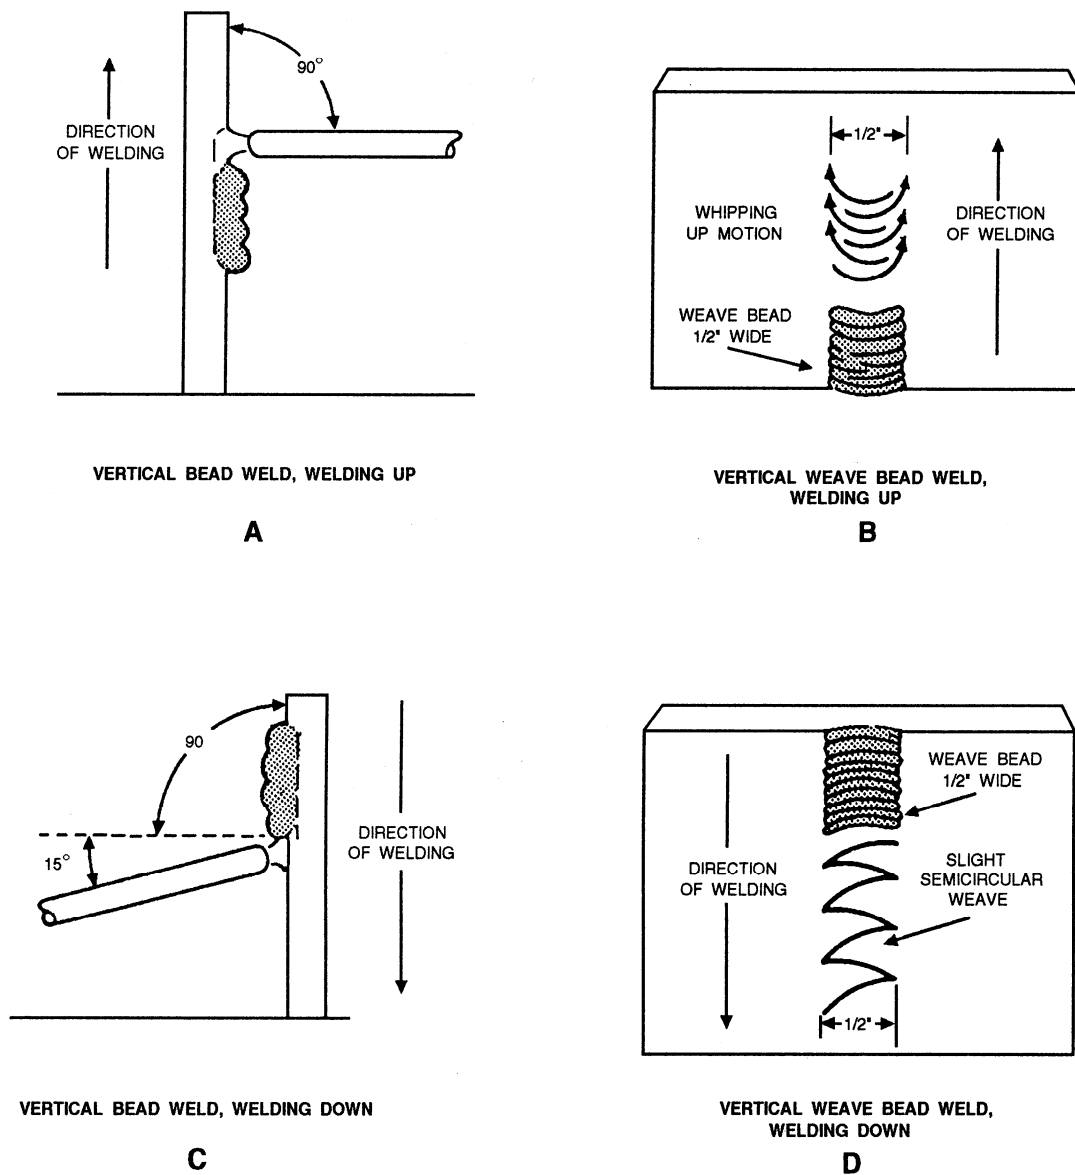 90°
DIRECTION
OF WELDING
VERTICAL BEAD WELD, WELDING UP
A
1/2"
WHIPPING
UP MOTION
DIRECTION
OF WELDING
WEAVE BEAD
1/2" WIDE
VERTICAL WEAVE BEAD WELD,
WELDING UP
B
90
15°
DIRECTION
OF WELDING
VERTICAL BEAD WELD, WELDING DOWN
C
WEAVE BEAD
1/2" WIDE
DIRECTION
OF WELDING
SLIGHT
SEMICIRCULAR
WEAVE
1/2"
VERTICAL WEAVE BEAD WELD,
WELDING DOWN
D